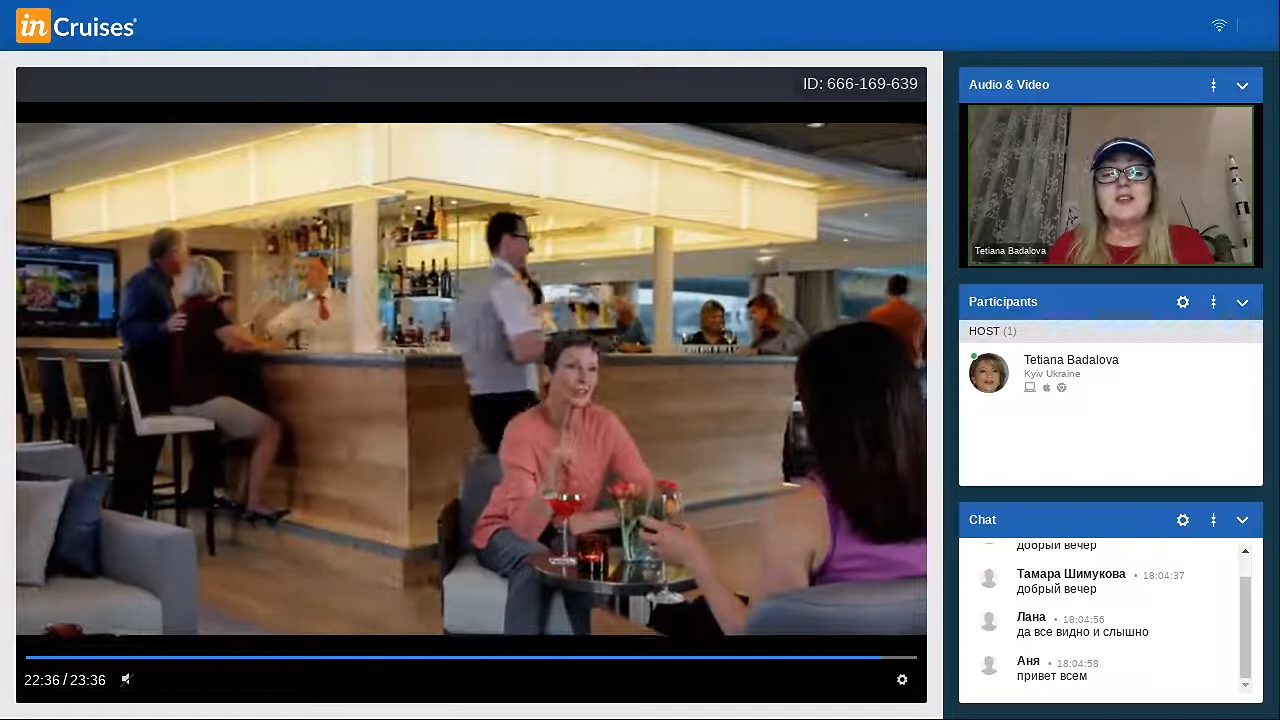 in Cruises®
ID: 666-169-639
22:36 / 23:36
Audio & Video
Tetiana Badalova
Participants
HOST (1)
Tetiana Badalova
Kyiv Ukraine
Chat
добрый вечер
Тамара Шимукова • 18:04:37
добрый вечер
Лана • 18:04:56
да все видно и слышно
Аня • 18:04:58
привет всем